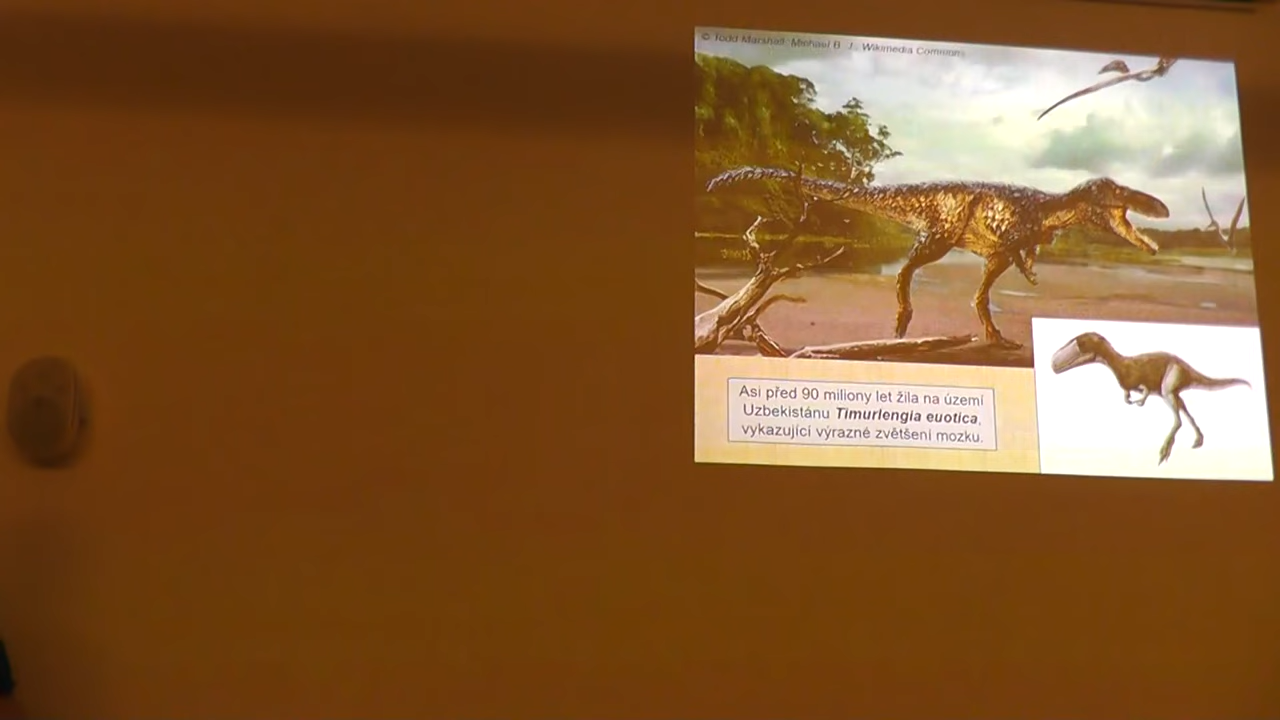 © Todd Marshall, Michael B. J., Wikimedia Commons
Asi před 90 miliony let žila na území
Uzbekistánu Timurlengia euotica,
vykazující výrazné zvětšení mozku.